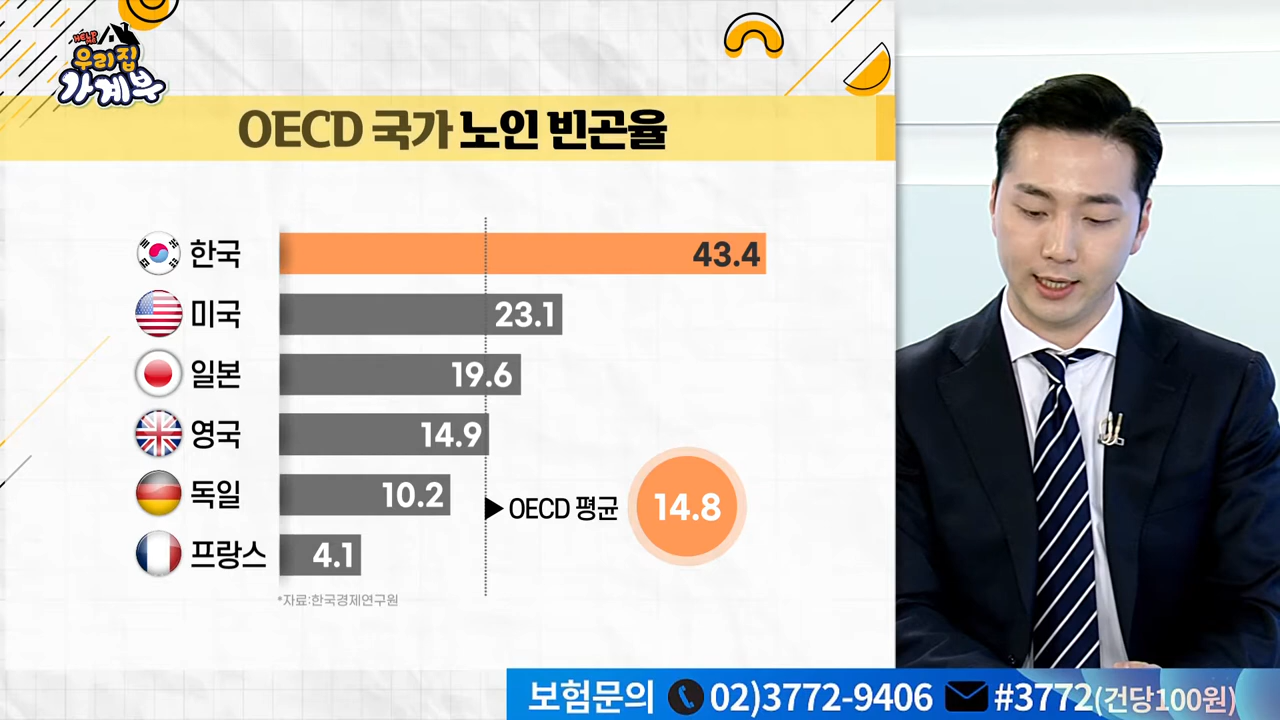 HELP ME
우리집
가계부
OECD 국가 노인 빈곤율
한국 43.4
미국 23.1
일본 19.6
영국 14.9
독일 10.2
프랑스 4.1
OECD 평균 14.8
*자료:한국경제연구원
보험문의 02)3772-9406 #3772(건당100원)